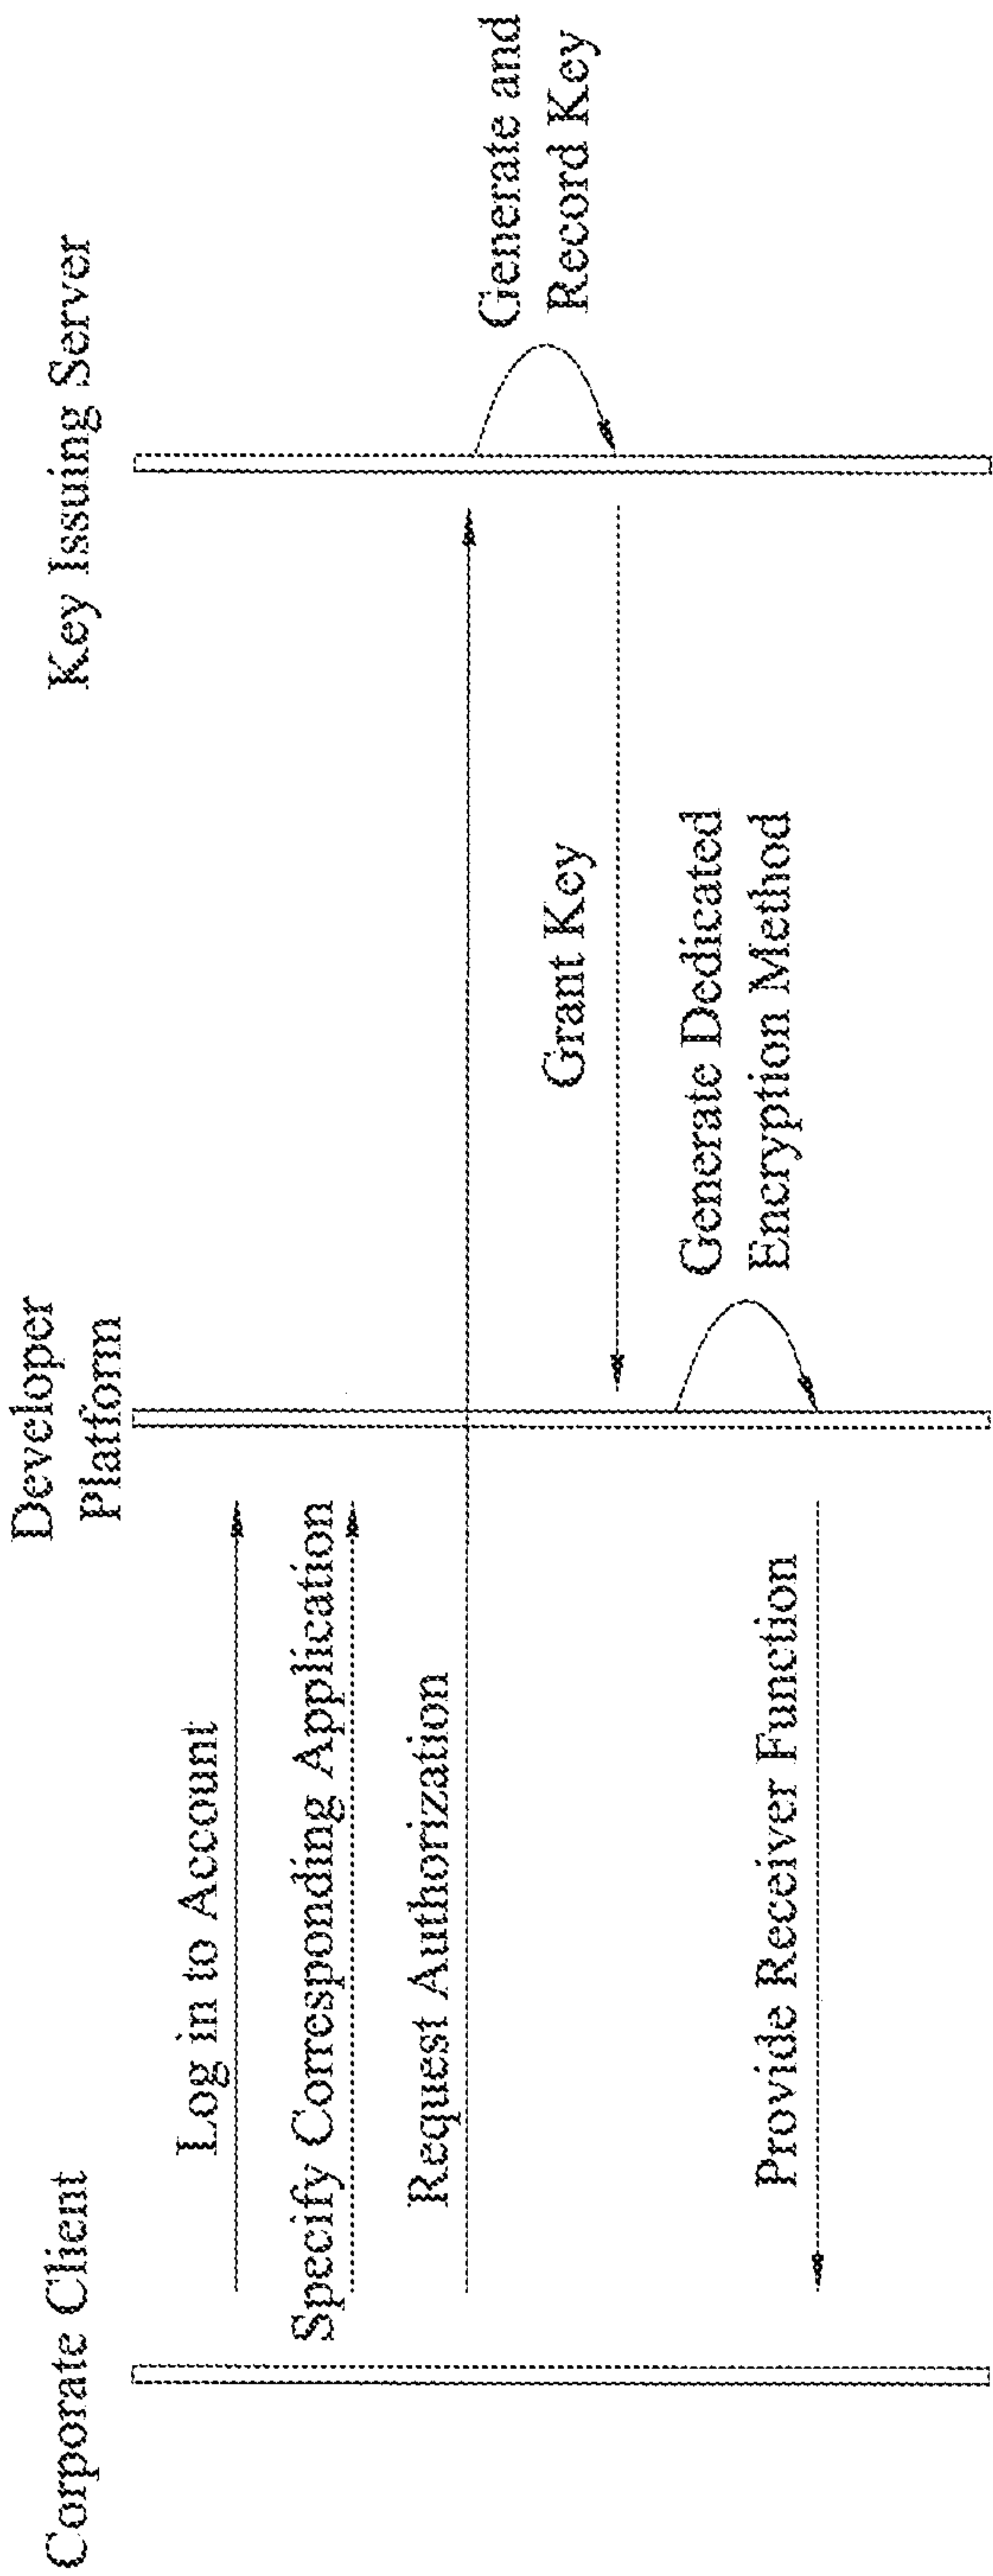 Corporate Client
Developer
Platform
Key Issuing Server
Log in to Account
Specify Corresponding Application
Request Authorization
Generate and
Record Key
Grant Key
Generate Dedicated
Encryption Method
Provide Receiver Function